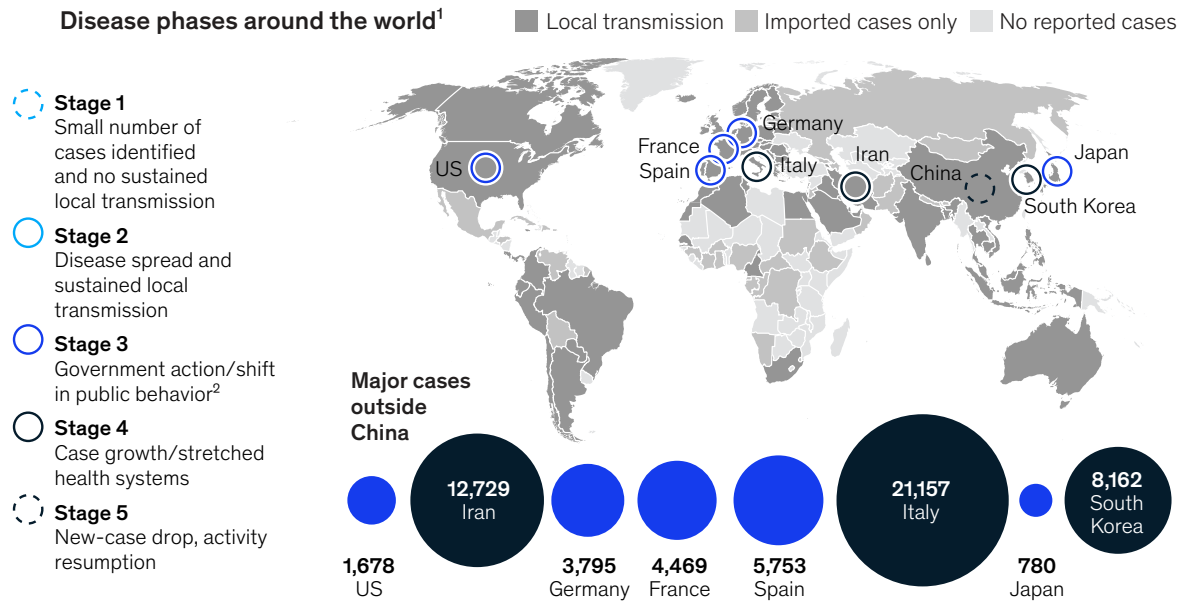 Disease phases around the world¹
Local transmission
Imported cases only
No reported cases
Stage 1
Small number of
cases identified
and no sustained
local transmission
Stage 2
Disease spread and
sustained local
transmission
Stage 3
Government action/shift
in public behavior²
Stage 4
Case growth/stretched
health systems
Stage 5
New-case drop, activity
resumption
US
France
Spain
Germany
Italy
Iran
China
Japan
South Korea
Major cases
outside
China
1,678
US
12,729
Iran
3,795
Germany
4,469
France
5,753
Spain
21,157
Italy
780
Japan
8,162
South
Korea